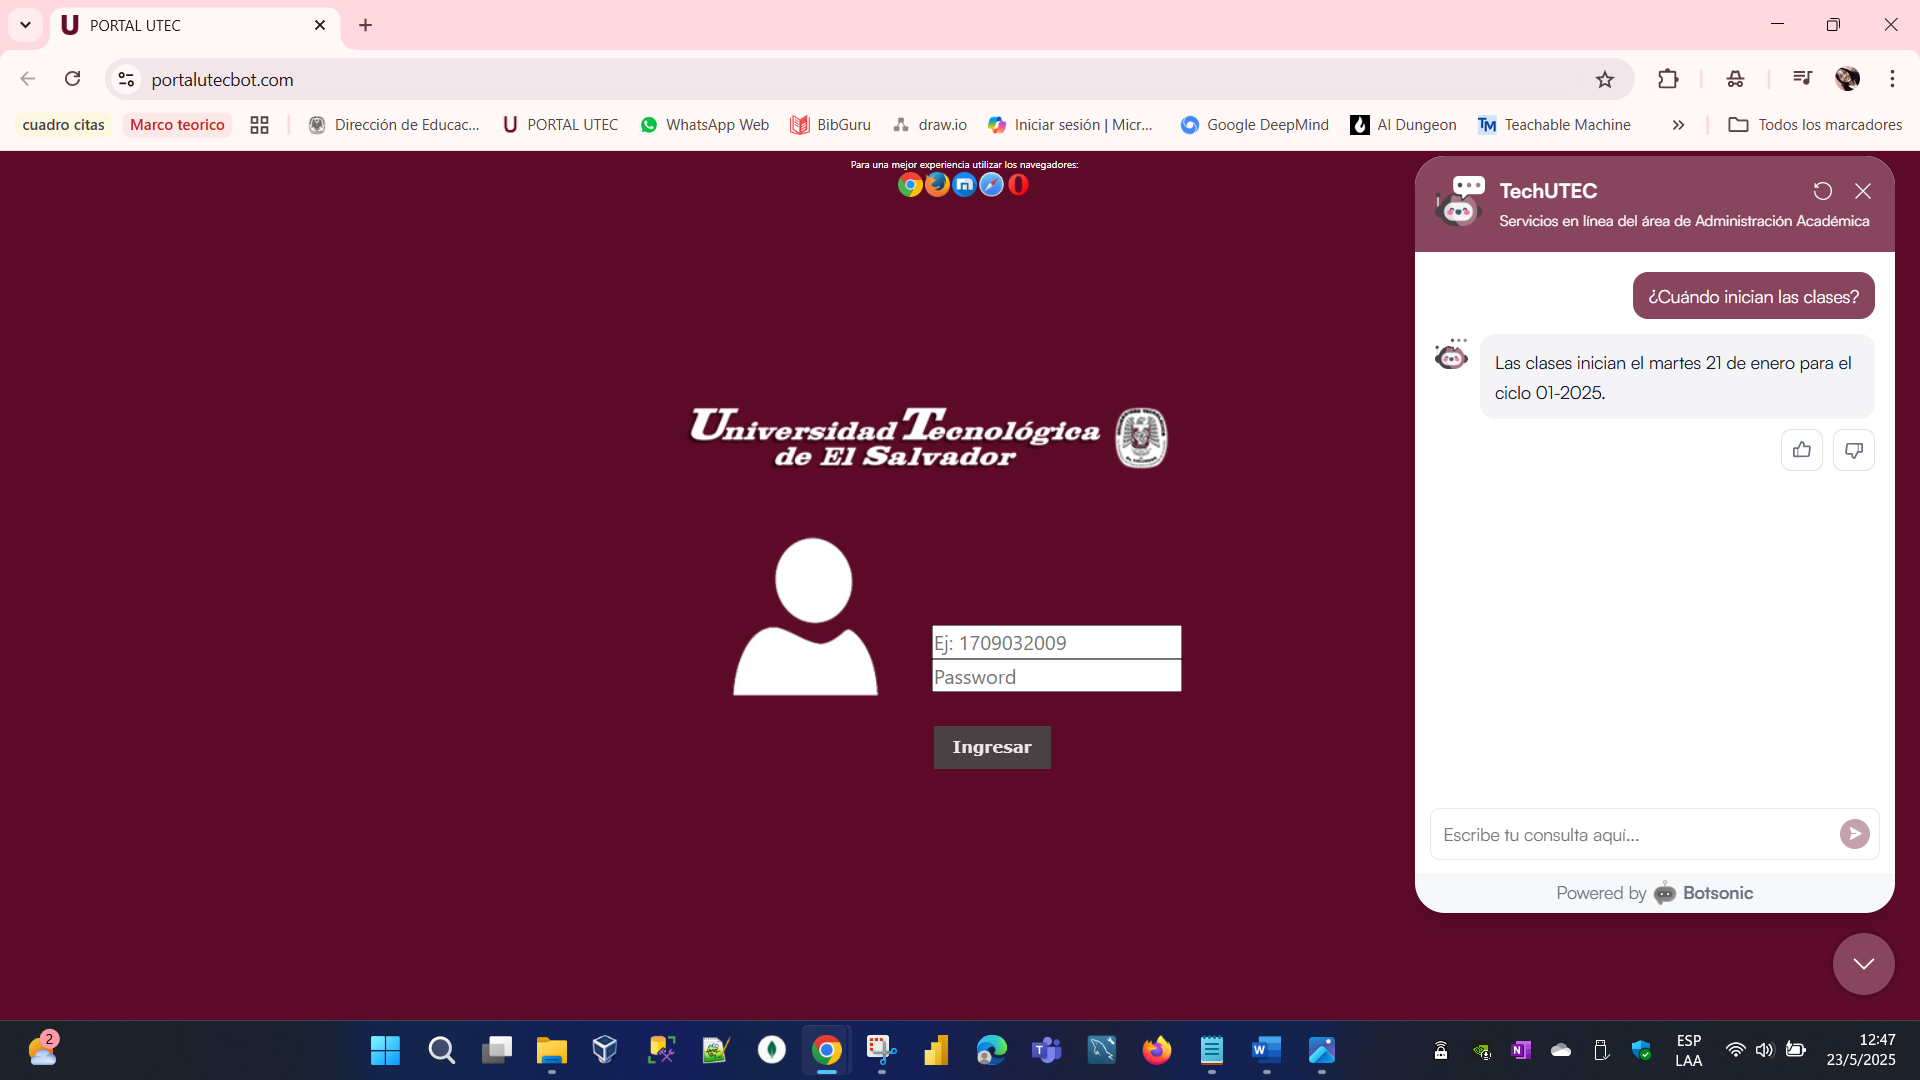 PORTAL UTEC
portalutecbot.com
cuadro citas
Marco teorico
Dirección de Educac...
PORTAL UTEC
WhatsApp Web
BibGuru
draw.io
Iniciar sesión | Micr...
Google DeepMind
AI Dungeon
Teachable Machine
Todos los marcadores
Para una mejor experiencia utilizar los navegadores:
Universidad Tecnológica
de El Salvador
Ej: 1709032009
Password
Ingresar
TechUTEC
Servicios en línea del área de Administración Académica
¿Cuándo inician las clases?
Las clases inician el martes 21 de enero para el
ciclo 01-2025.
Escribe tu consulta aquí...
Powered by Botsonic
2
ESP
LAA
12:47
23/5/2025